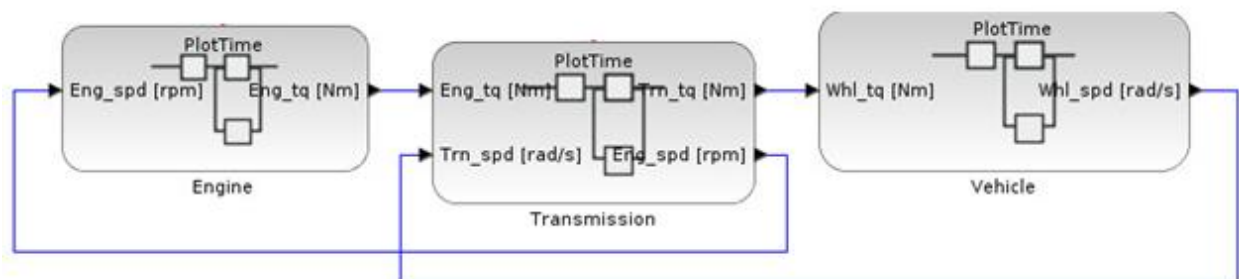 PlotTime
Eng_spd [rpm]
Eng_tq [Nm]
Engine
PlotTime
Eng_tq [Nm]
Trn_tq [Nm]
Trn_spd [rad/s]
Eng_spd [rpm]
Transmission
PlotTime
Whl_tq [Nm]
Whl_spd [rad/s]
Vehicle